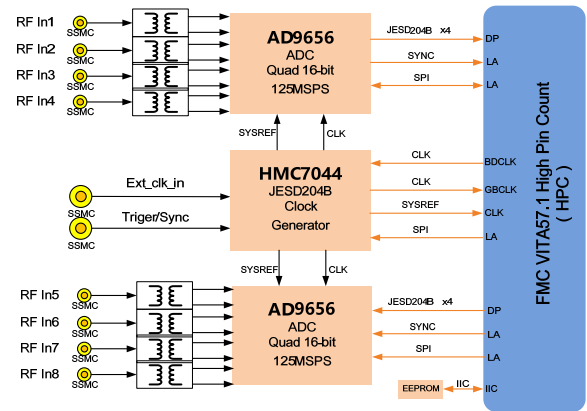 RF In1
SSMC
RF In2
SSMC
RF In3
SSMC
RF In4
SSMC
AD9656
ADC
Quad 16-bit
125MSPS
JESD204B x4
DP
SYNC
LA
SPI
LA
SYSREF
CLK
Ext_clk_in
SSMC
Triger/Sync
SSMC
HMC7044
JESD204B
Clock
Generator
CLK
BDCLK
CLK
GBCLK
SYSREF
CLK
SPI
LA
FMC VITA57.1 High Pin Count
( HPC )
SYSREF
CLK
RF In5
SSMC
RF In6
SSMC
RF In7
SSMC
RF In8
SSMC
AD9656
ADC
Quad 16-bit
125MSPS
JESD204B x4
DP
SYNC
LA
SPI
LA
EEPROM
IIC
IIC